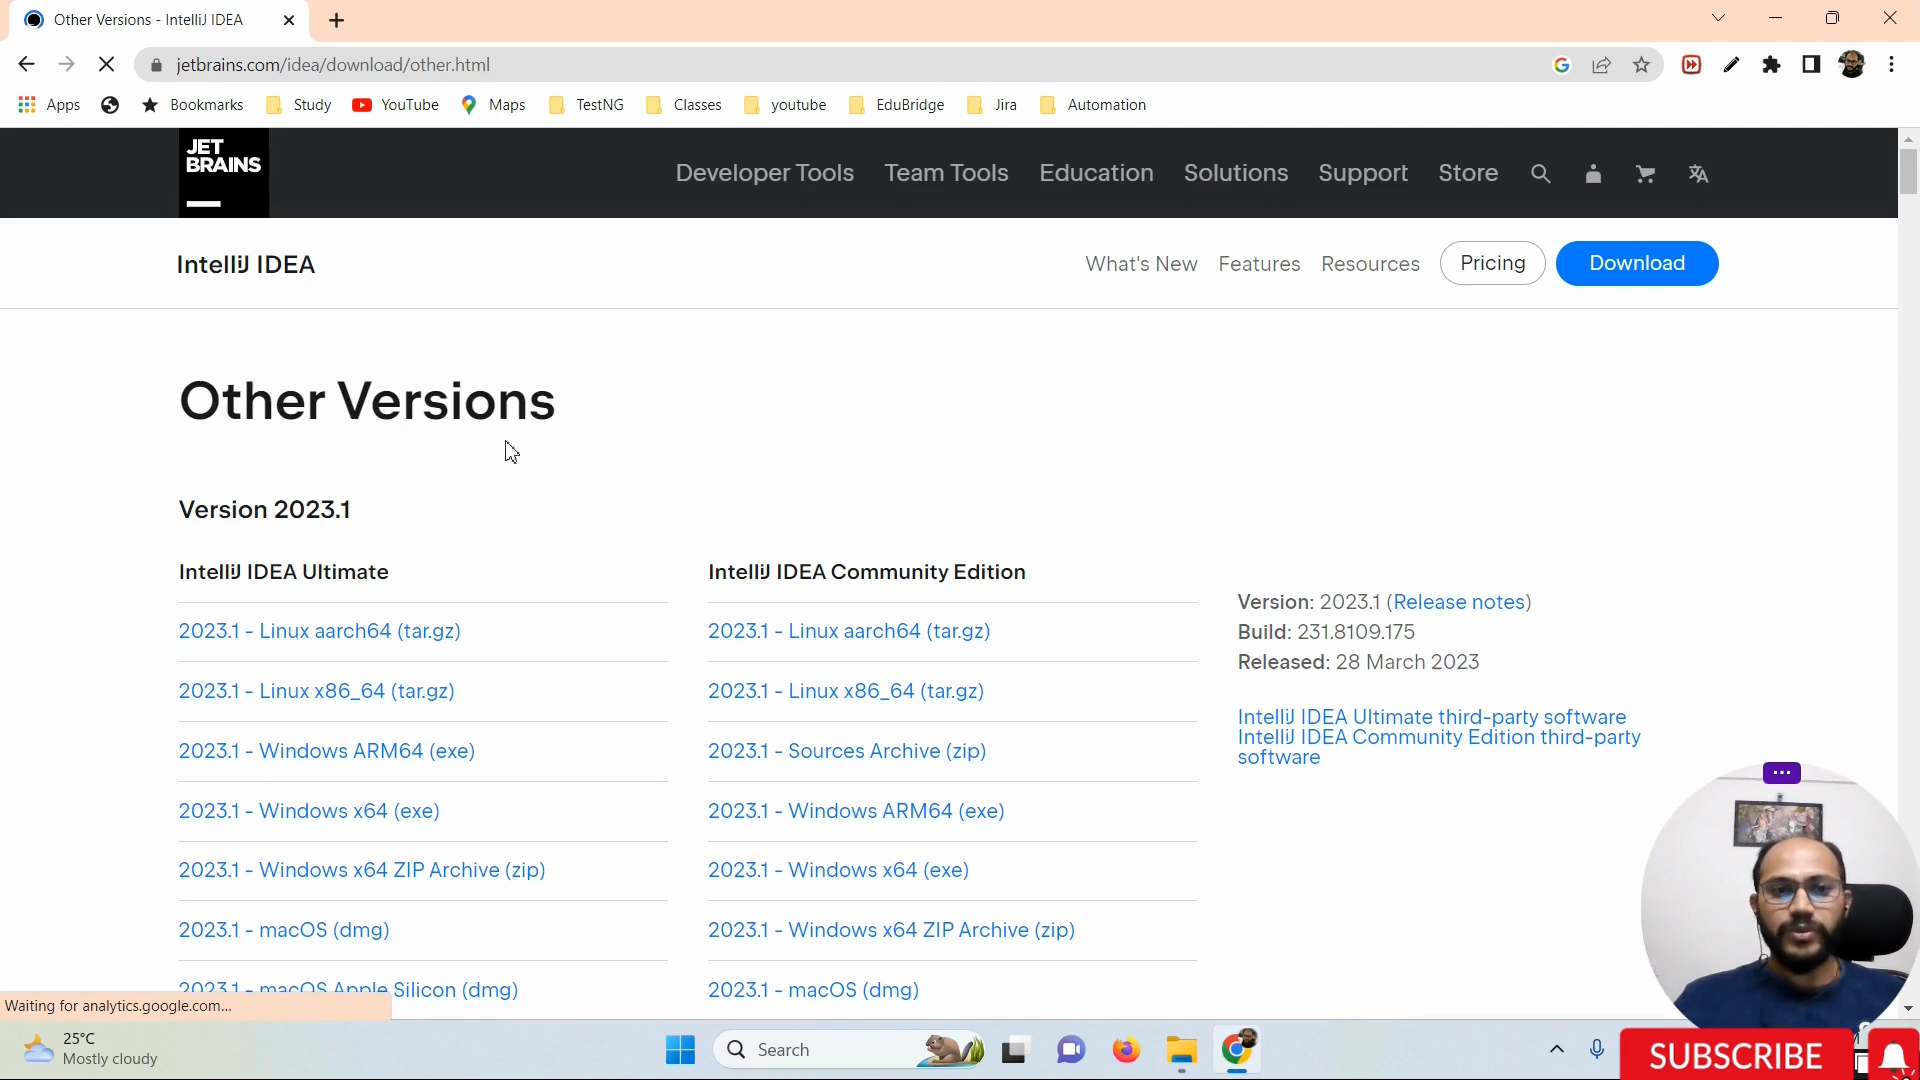 Other Versions - IntelliJ IDEA
jetbrains.com/idea/download/other.html
Apps
Bookmarks
Study
YouTube
Maps
TestNG
Classes
youtube
EduBridge
Jira
Automation
JET
BRAINS
Developer Tools
Team Tools
Education
Solutions
Support
Store
IntelliJ IDEA
What's New
Features
Resources
Pricing
Download
Other Versions
Version 2023.1
IntelliJ IDEA Ultimate
2023.1 - Linux aarch64 (tar.gz)
2023.1 - Linux x86_64 (tar.gz)
2023.1 - Windows ARM64 (exe)
2023.1 - Windows x64 (exe)
2023.1 - Windows x64 ZIP Archive (zip)
2023.1 - macOS (dmg)
2023.1 - macOS Apple Silicon (dmg)
IntelliJ IDEA Community Edition
2023.1 - Linux aarch64 (tar.gz)
2023.1 - Linux x86_64 (tar.gz)
2023.1 - Sources Archive (zip)
2023.1 - Windows ARM64 (exe)
2023.1 - Windows x64 (exe)
2023.1 - Windows x64 ZIP Archive (zip)
2023.1 - macOS (dmg)
Version: 2023.1 (Release notes)
Build: 231.8109.175
Released: 28 March 2023
IntelliJ IDEA Ultimate third-party software
IntelliJ IDEA Community Edition third-party
software
Waiting for analytics.google.com...
25°C
Mostly cloudy
Search
SUBSCRIBE